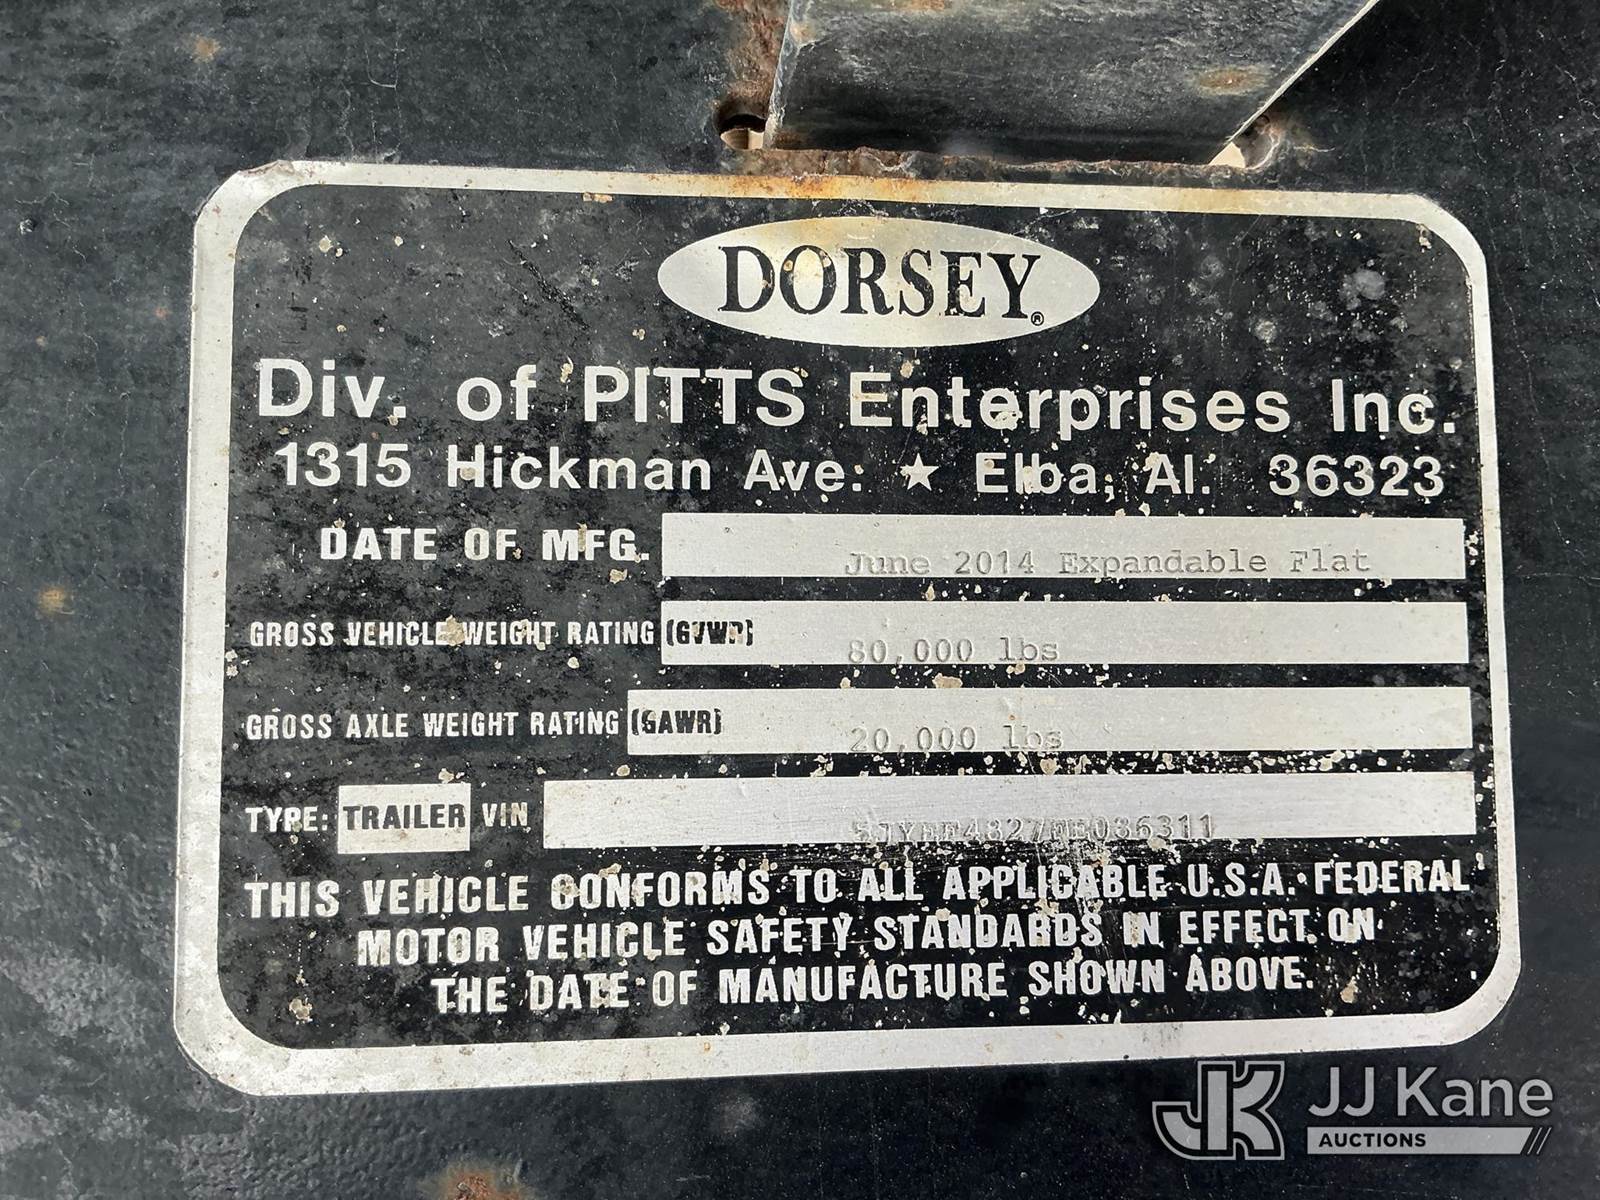 DORSEY®
Div. of PITTS Enterprises Inc.
1315 Hickman Ave. ★ Elba, Al. 36323
DATE OF MFG. June 2014 Expandable Flat
GROSS VEHICLE WEIGHT RATING (GVWR) 80,000 lbs
GROSS AXLE WEIGHT RATING (GAWR) 20,000 lbs
TYPE: TRAILER VIN
THIS VEHICLE CONFORMS TO ALL APPLICABLE U.S.A. FEDERAL
MOTOR VEHICLE SAFETY STANDARDS IN EFFECT ON
THE DATE OF MANUFACTURE SHOWN ABOVE.
JK JJ Kane
AUCTIONS